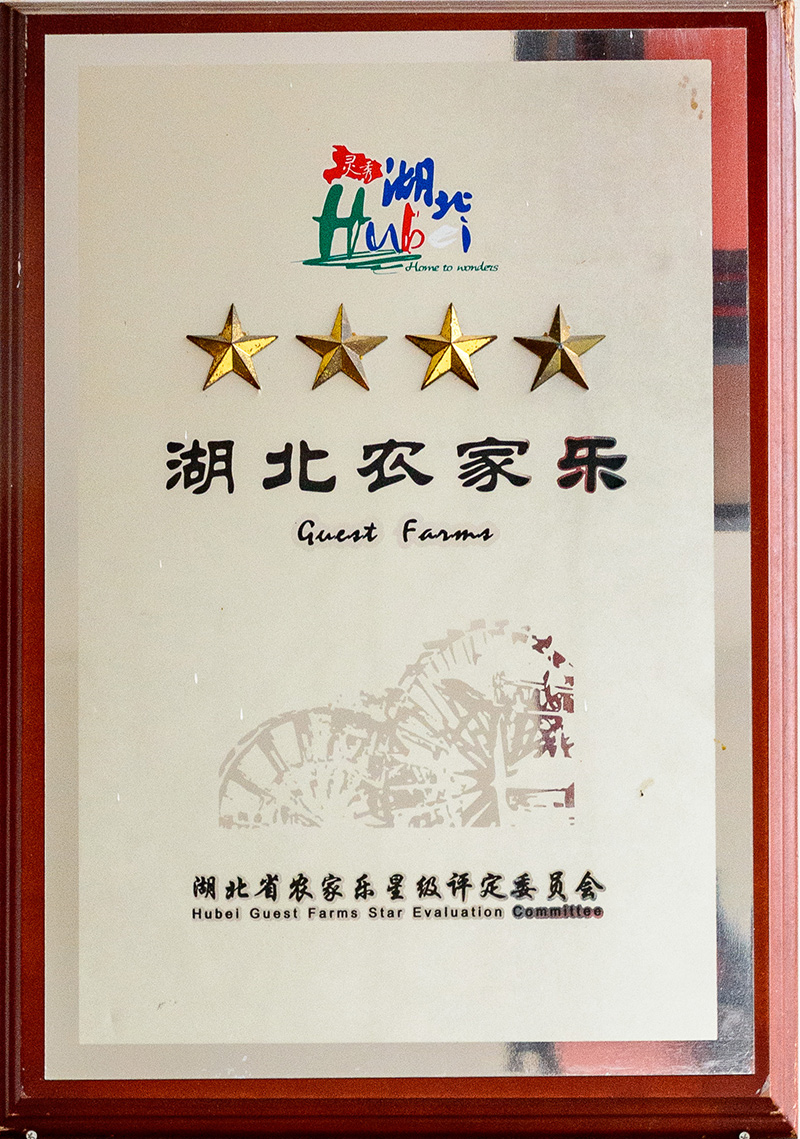 灵秀湖北
Hubei
Home to wonders
湖北农家乐
Guest Farms
湖北省农家乐星级评定委员会
Hubei Guest Farms Star Evaluation Committee